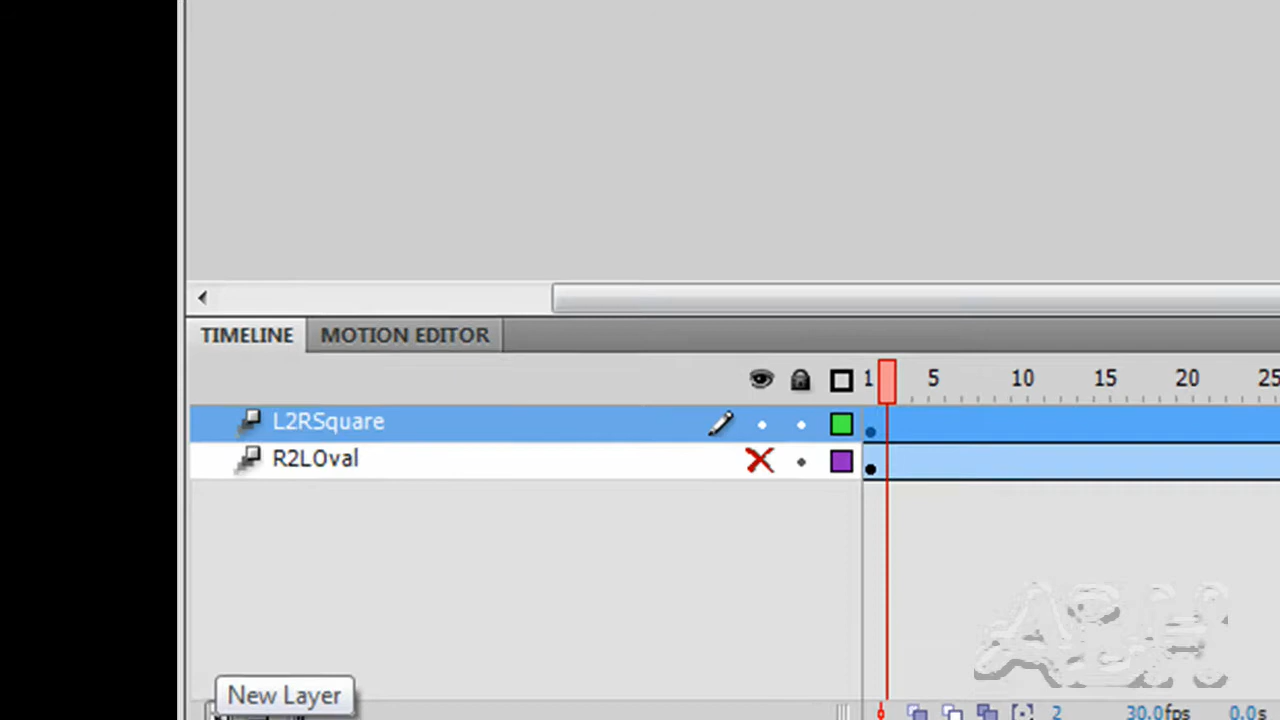 TIMELINE MOTION EDITOR
1 5 10 15 20 25
L2RSquare
R2LOval
New Layer
2 30.0fps 0.0s